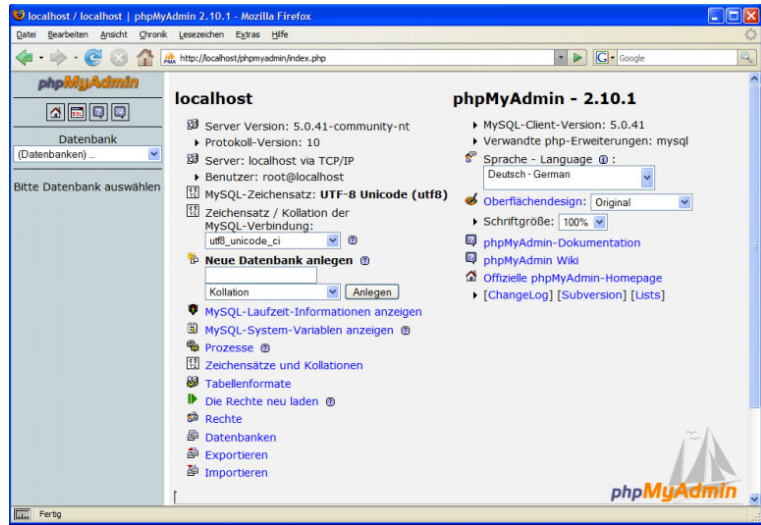 localhost / localhost | phpMyAdmin 2.10.1 - Mozilla Firefox
Datei Bearbeiten Ansicht Chronik Lesezeichen Extras Hilfe
http://localhost/phpmyadmin/index.php
G Google
phpMyAdmin
SQL
Datenbank
(Datenbanken) ...
Bitte Datenbank auswählen
localhost
Server Version: 5.0.41-community-nt
Protokoll-Version: 10
Server: localhost via TCP/IP
Benutzer: root@localhost
MySQL-Zeichensatz: UTF-8 Unicode (utf8)
Zeichensatz / Kollation der
MySQL-Verbindung:
utf8_unicode_ci
Neue Datenbank anlegen
Kollation Anlegen
MySQL-Laufzeit-Informationen anzeigen
MySQL-System-Variablen anzeigen
Prozesse
Zeichensätze und Kollationen
Tabellenformate
Die Rechte neu laden
Rechte
Datenbanken
Exportieren
Importieren
phpMyAdmin - 2.10.1
MySQL-Client-Version: 5.0.41
Verwandte php-Erweiterungen: mysql
Sprache - Language :
Deutsch - German
Oberflächendesign: Original
Schriftgröße: 100%
phpMyAdmin-Dokumentation
phpMyAdmin Wiki
Offizielle phpMyAdmin-Homepage
[ChangeLog] [Subversion] [Lists]
phpMyAdmin
Fertig